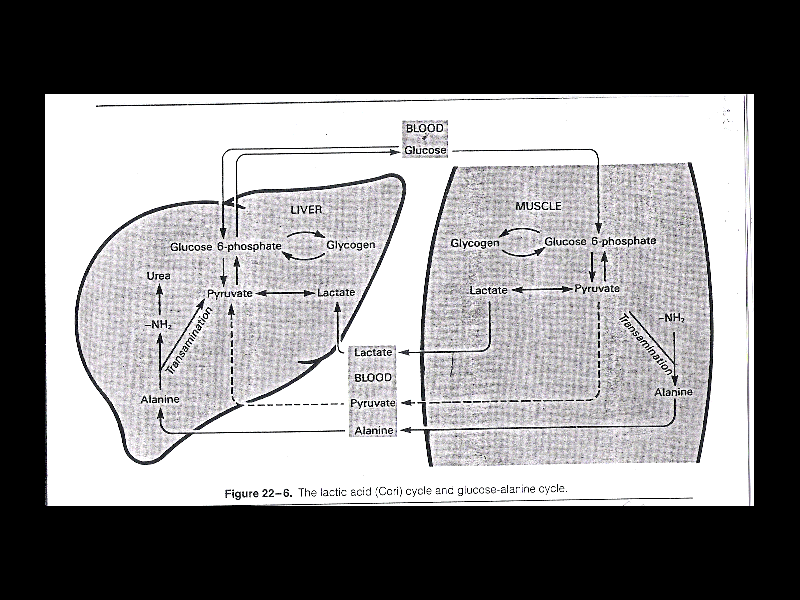 BLOOD
Glucose
LIVER
MUSCLE
Glucose 6-phosphate
Glycogen
Glycogen
Glucose 6-phosphate
Urea
Pyruvate
Lactate
Lactate
Pyruvate
–NH₂
Transamination
Transamination
–NH₂
Lactate
BLOOD
Pyruvate
Alanine
Alanine
Alanine
Figure 22–6. The lactic acid (Cori) cycle and glucose-alanine cycle.